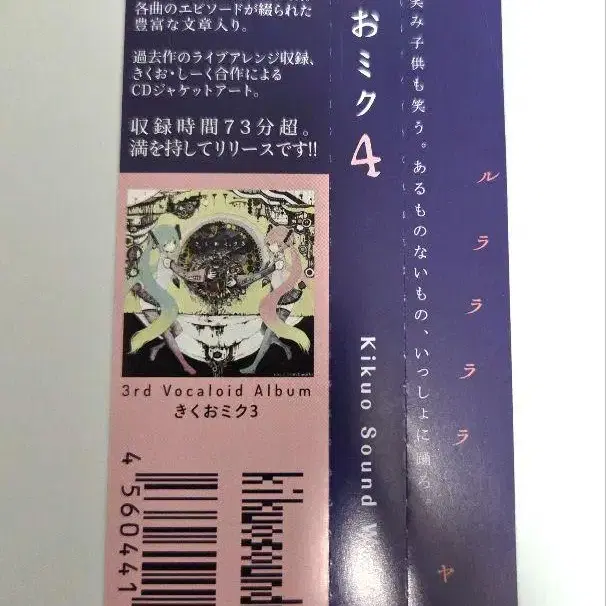 各曲のエピソードが綴られた
豊富な文章入り。
過去作のライブアレンジ収録、
きくお・しーく合作による
CDジャケットアート。
収録時間73分超。
満を持してリリースです!!
3rd Vocaloid Album
きくおミク3
4 560441
kikuosound
おミク4
Kikuo Sound W
笑み子供も笑う。あるものないもの、いっしょに踊ろ。
ルララララ
ヤ